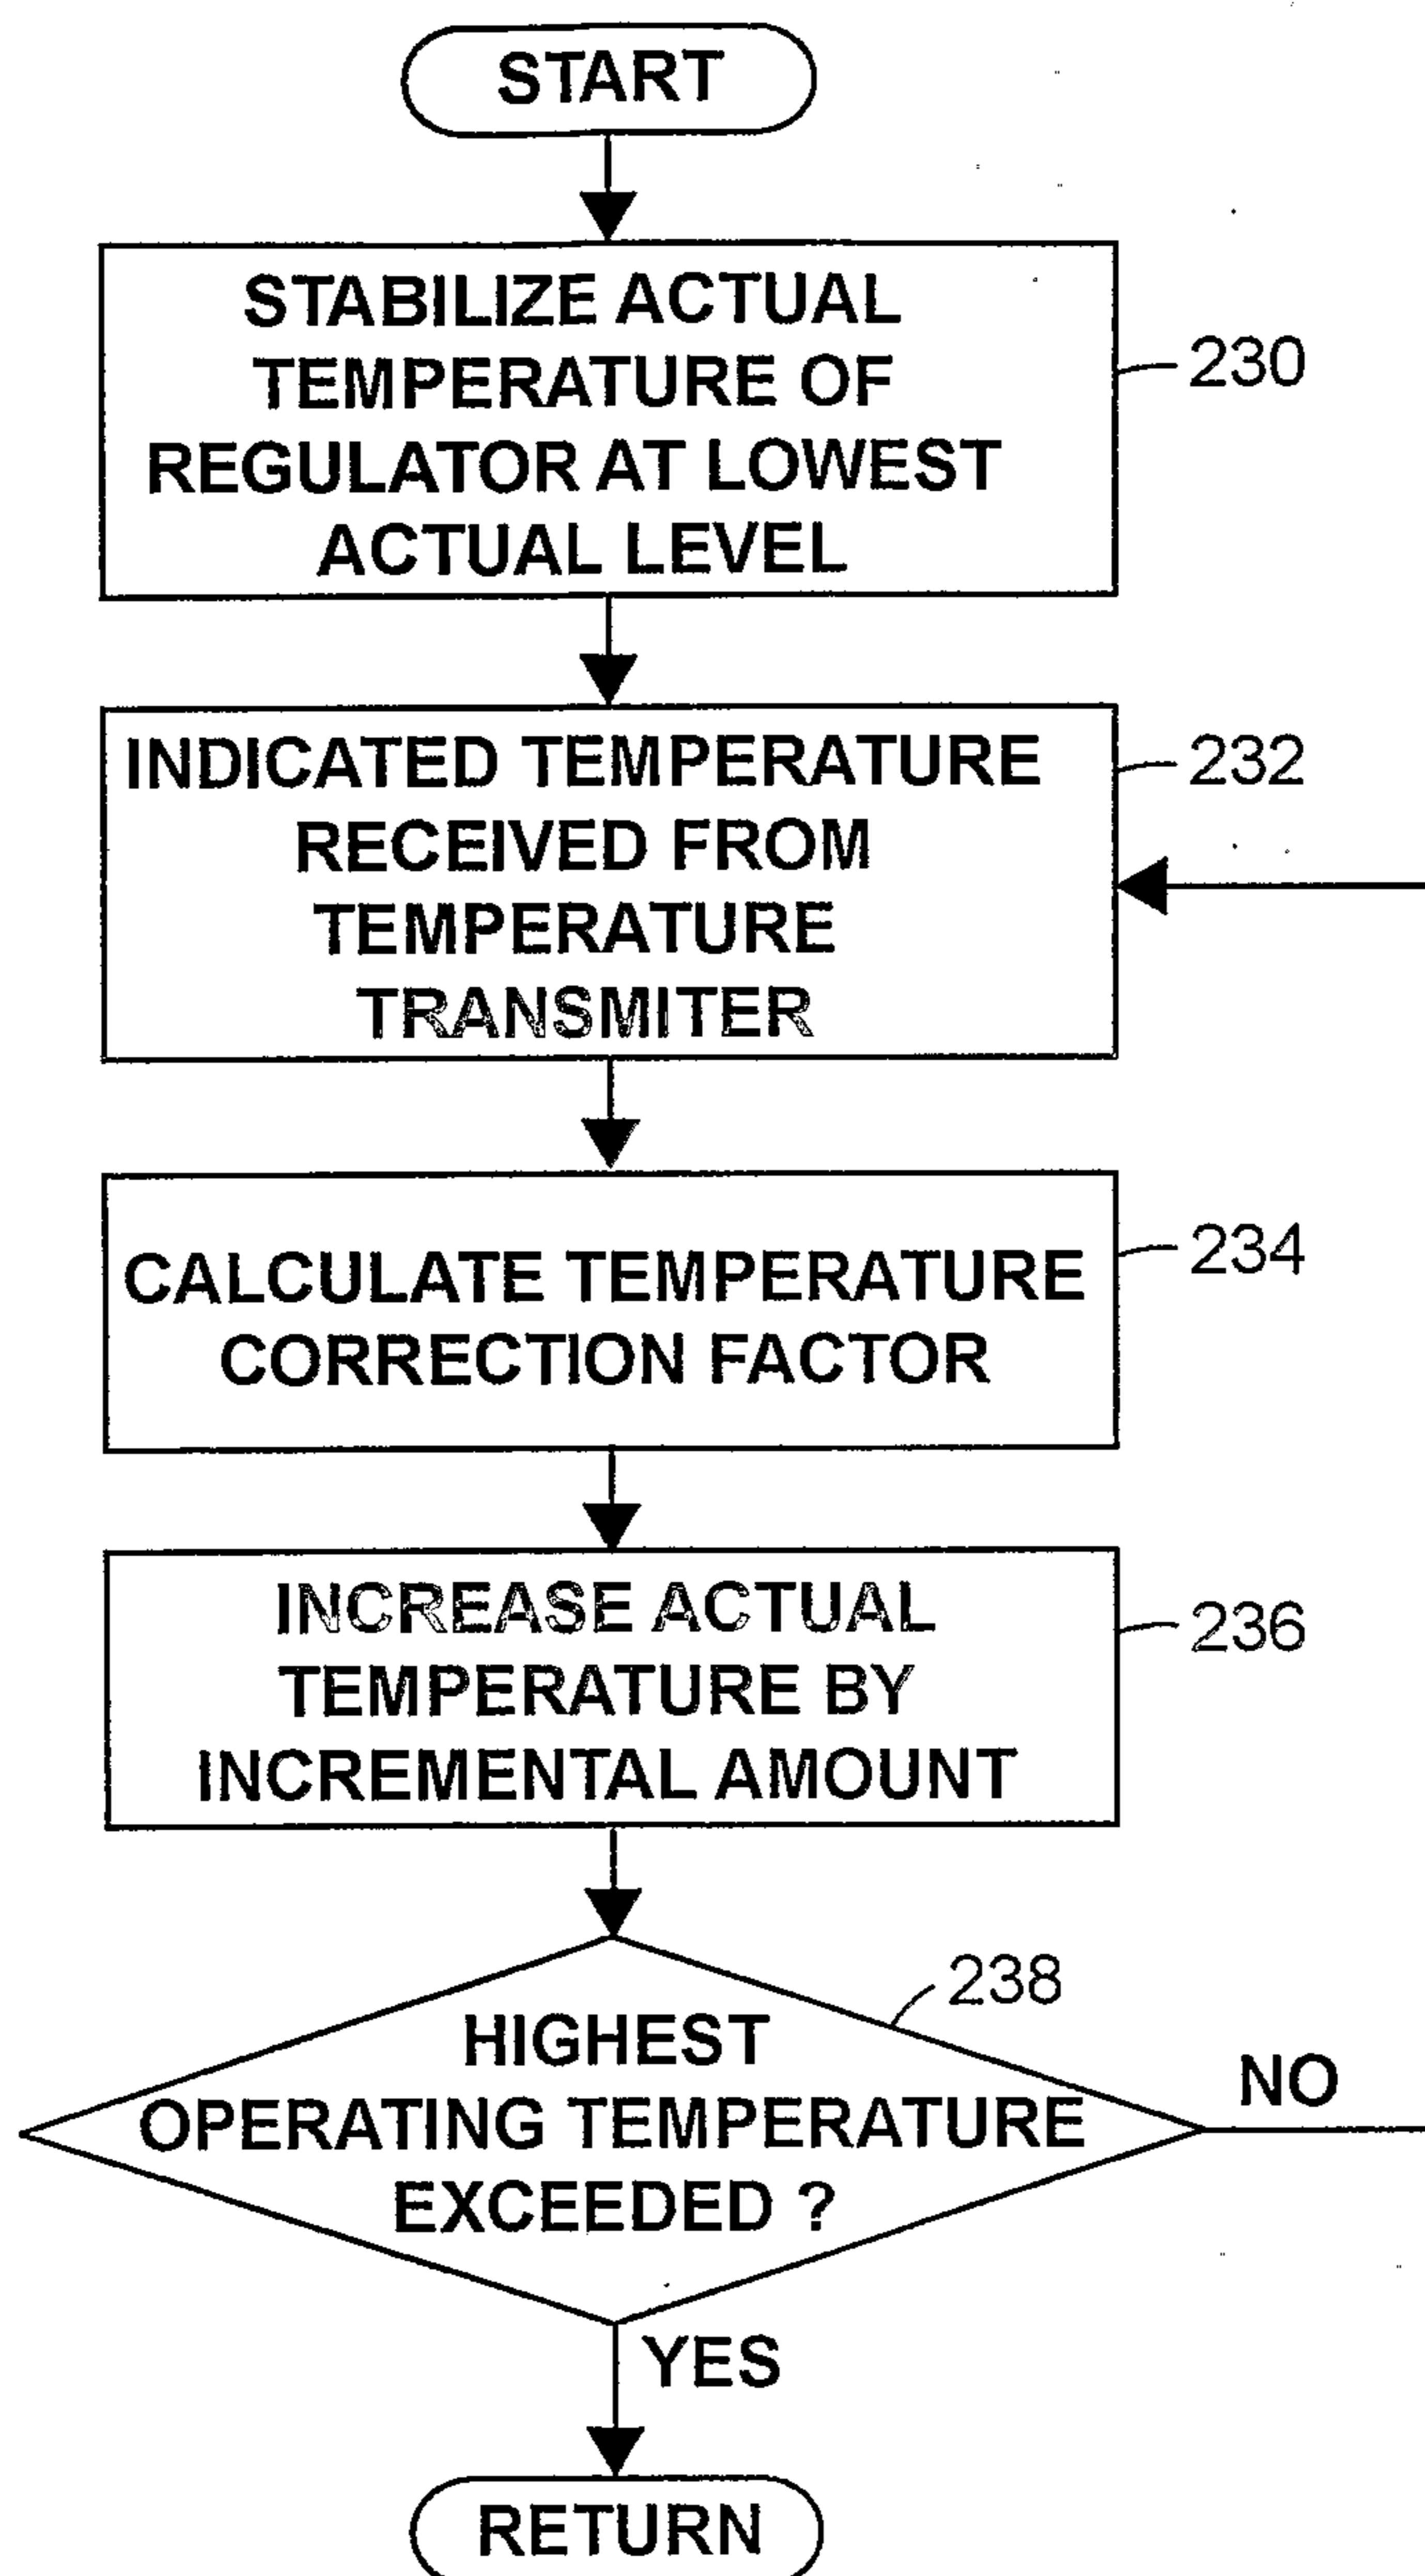 START
STABILIZE ACTUAL
TEMPERATURE OF
REGULATOR AT LOWEST
ACTUAL LEVEL
230
INDICATED TEMPERATURE
RECEIVED FROM
TEMPERATURE
TRANSMITER
232
CALCULATE TEMPERATURE
CORRECTION FACTOR
234
INCREASE ACTUAL
TEMPERATURE BY
INCREMENTAL AMOUNT
236
238
HIGHEST
OPERATING TEMPERATURE
EXCEEDED ?
NO
YES
RETURN